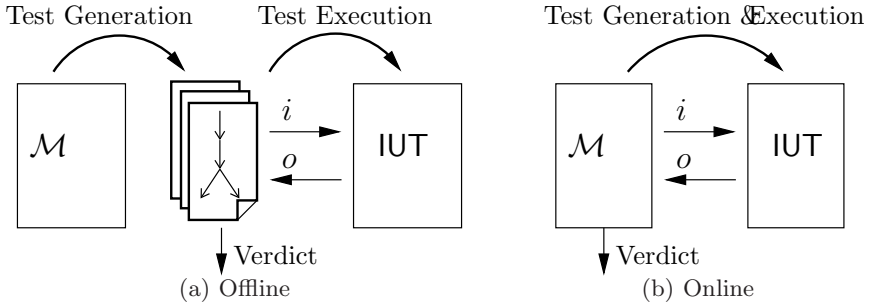 Test Generation Test Execution Test Generation & Execution
i i
M IUT M IUT
o o
Verdict Verdict
(a) Offline (b) Online